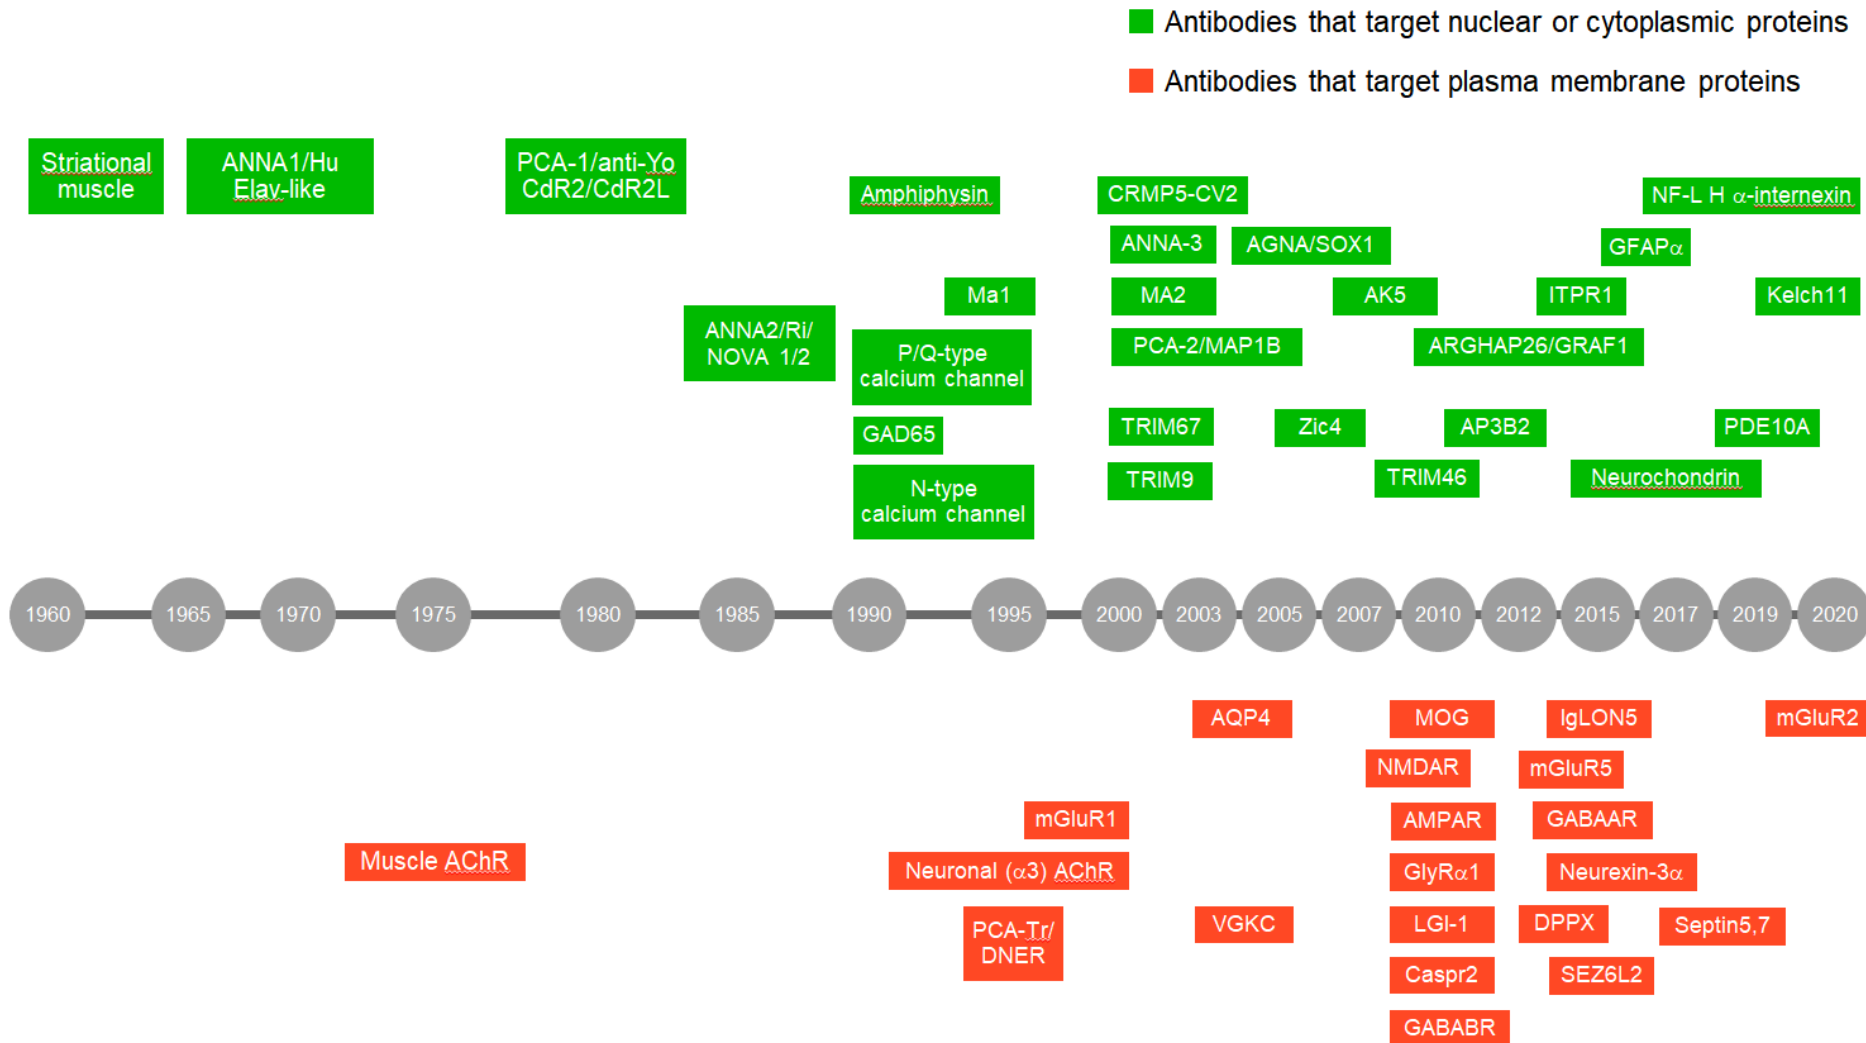 Antibodies that target nuclear or cytoplasmic proteins
Antibodies that target plasma membrane proteins
Striational
muscle
ANNA1/Hu
Elav-like
PCA-1/anti-Yo
CdR2/CdR2L
Amphiphysin
CRMP5-CV2
NF-L H α-internexin
ANNA-3
AGNA/SOX1
GFAPα
Ma1
MA2
AK5
ITPR1
Kelch11
ANNA2/Ri/
NOVA 1/2
P/Q-type
calcium channel
PCA-2/MAP1B
ARGHAP26/GRAF1
GAD65
TRIM67
Zic4
AP3B2
PDE10A
N-type
calcium channel
TRIM9
TRIM46
Neurochondrin
1960
1965
1970
1975
1980
1985
1990
1995
2000
2003
2005
2007
2010
2012
2015
2017
2019
2020
AQP4
MOG
IgLON5
mGluR2
NMDAR
mGluR5
mGluR1
AMPAR
GABAAR
Muscle AChR
Neuronal (α3) AChR
GlyRα1
Neurexin-3α
PCA-Tr/
DNER
VGKC
LGI-1
DPPX
Septin5,7
Caspr2
SEZ6L2
GABABR